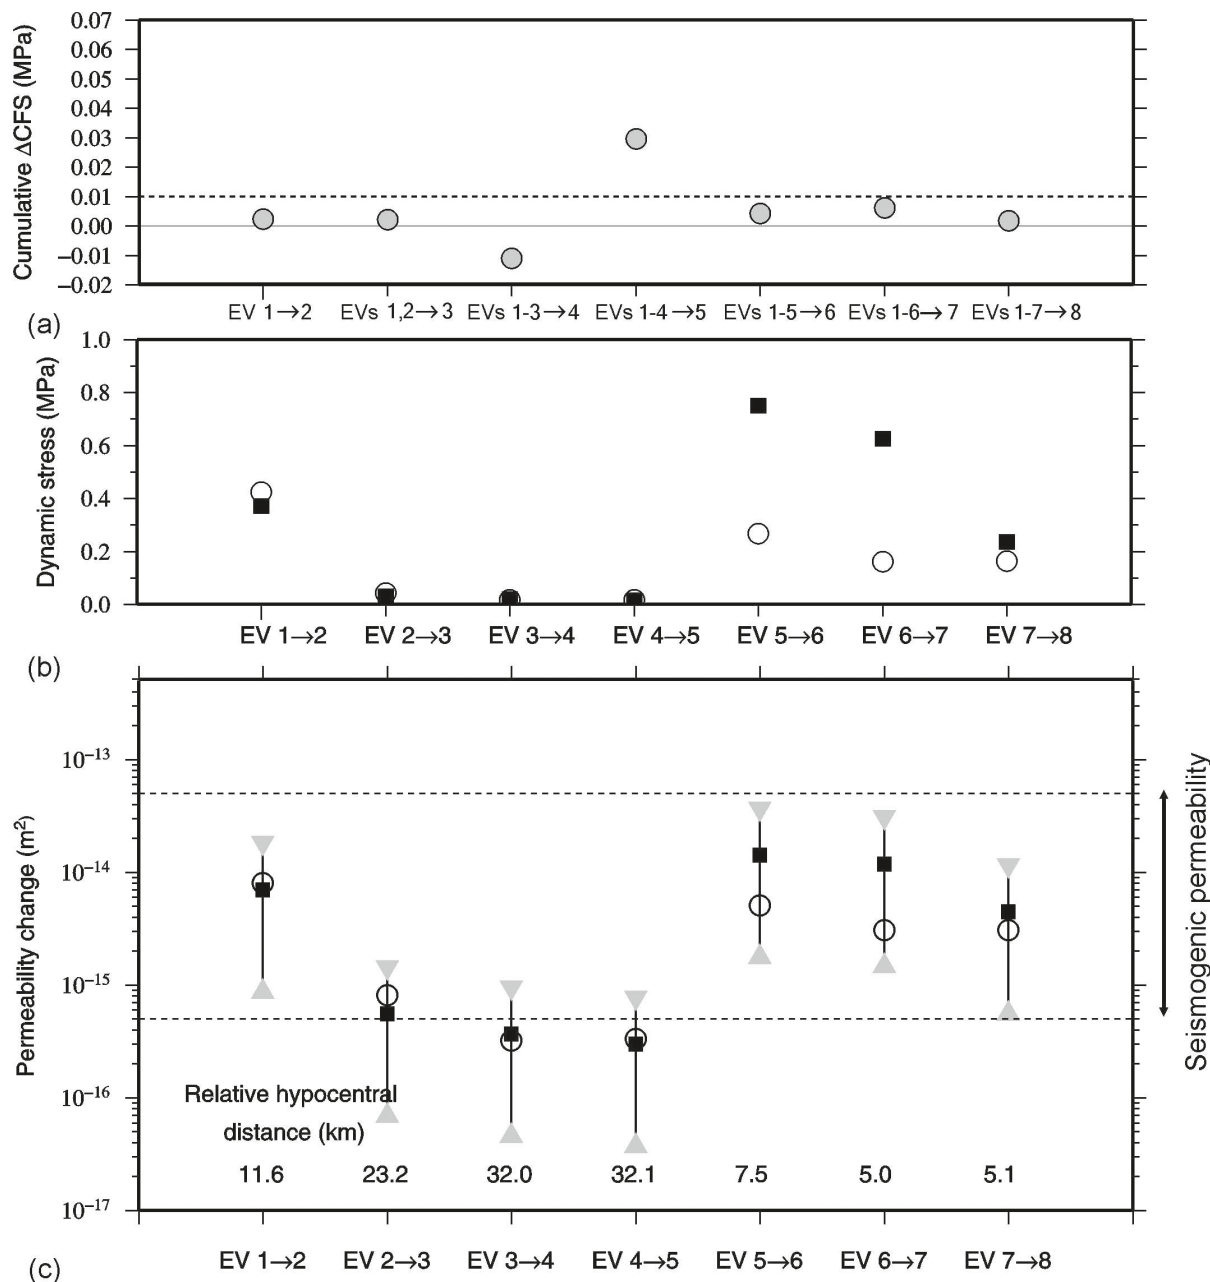 Cumulative ΔCFS (MPa)
0.07
0.06
0.05
0.04
0.03
0.02
0.01
0.00
−0.01
−0.02
EV 1→2 EVs 1,2→3 EVs 1-3→4 EVs 1-4→5 EVs 1-5→6 EVs 1-6→7 EVs 1-7→8
(a)
Dynamic stress (MPa)
1.0
0.8
0.6
0.4
0.2
0.0
EV 1→2 EV 2→3 EV 3→4 EV 4→5 EV 5→6 EV 6→7 EV 7→8
(b)
Permeability change (m²)
10⁻¹³
10⁻¹⁴
10⁻¹⁵
10⁻¹⁶
10⁻¹⁷
Seismogenic permeability
Relative hypocentral
distance (km)
11.6 23.2 32.0 32.1 7.5 5.0 5.1
EV 1→2 EV 2→3 EV 3→4 EV 4→5 EV 5→6 EV 6→7 EV 7→8
(c)